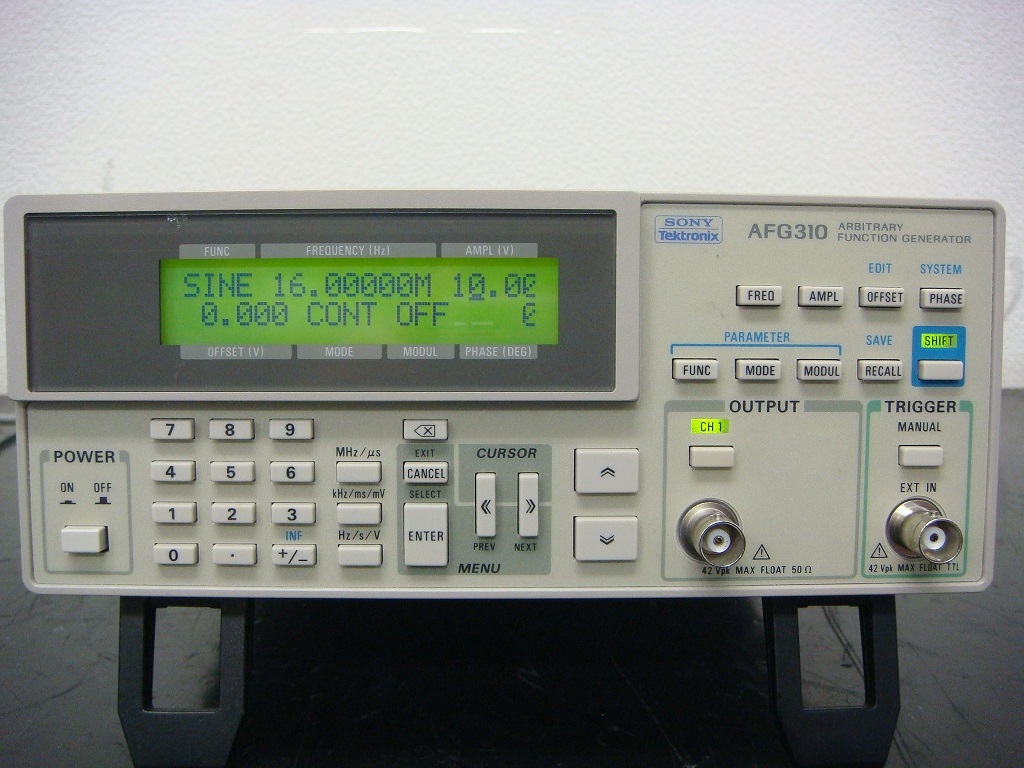 SONY
Tektronix
AFG310 ARBITRARY
FUNCTION GENERATOR
FUNC FREQUENCY (Hz) AMPL (V)
SINE 16.00000M 10.00
0.000 CONT OFF 0
OFFSET (V) MODE MODUL PHASE (DEG)
EDIT SYSTEM
FREQ AMPL OFFSET PHASE
PARAMETER SAVE SHIFT
FUNC MODE MODUL RECALL
POWER
ON OFF
7 8 9
4 5 6
1 2 3
INF
0 . +/−
MHz/µs
kHz/ms/mV
Hz/s/V
⌫
EXIT
CANCEL
SELECT
ENTER
CURSOR
« »
PREV NEXT
MENU
OUTPUT
CH 1
42 Vpk MAX FLOAT 50 Ω
TRIGGER
MANUAL
EXT IN
42 Vpk MAX FLOAT TTL